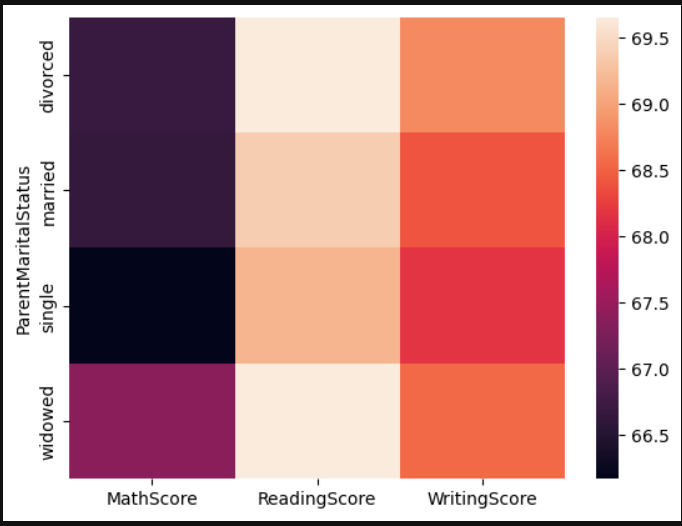 ParentMaritalStatus
divorced
married
single
widowed
MathScore
ReadingScore
WritingScore
69.5
69.0
68.5
68.0
67.5
67.0
66.5